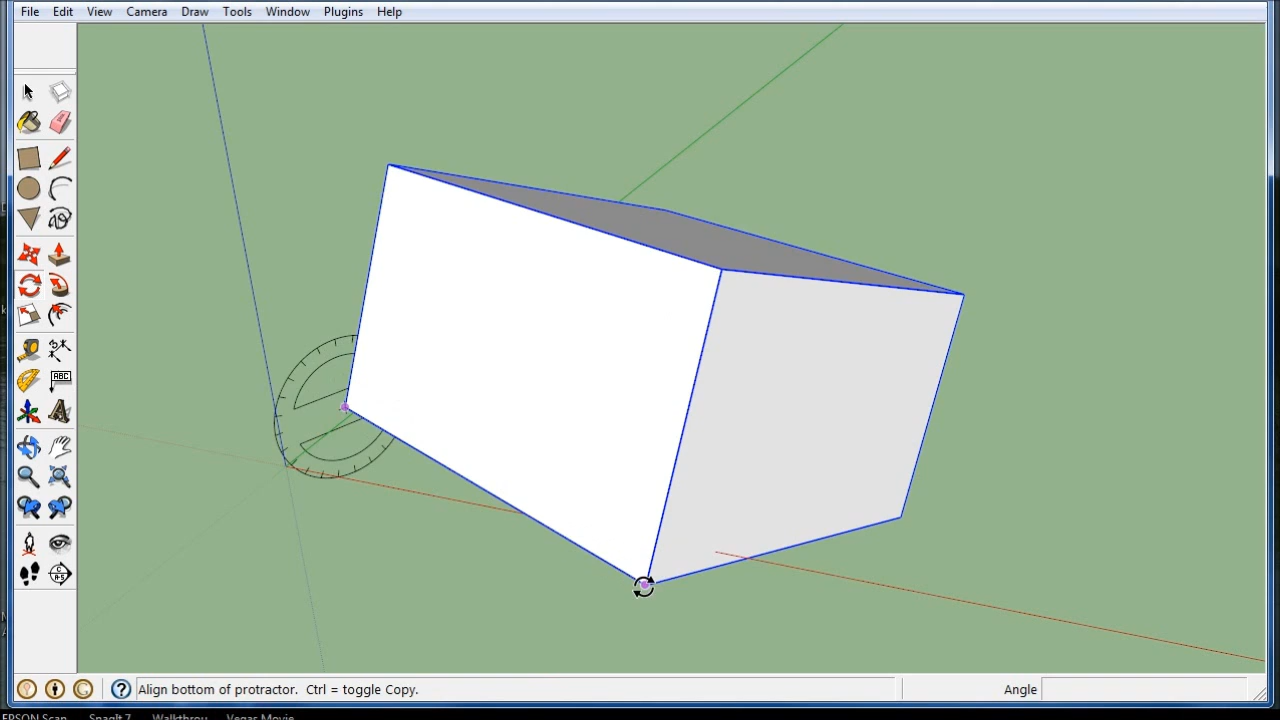 File Edit View Camera Draw Tools Window Plugins Help
ABC
A
Align bottom of protractor. Ctrl = toggle Copy.
Angle
EPSON Scan SnagIt 7 Walkthrou Vegas Movie